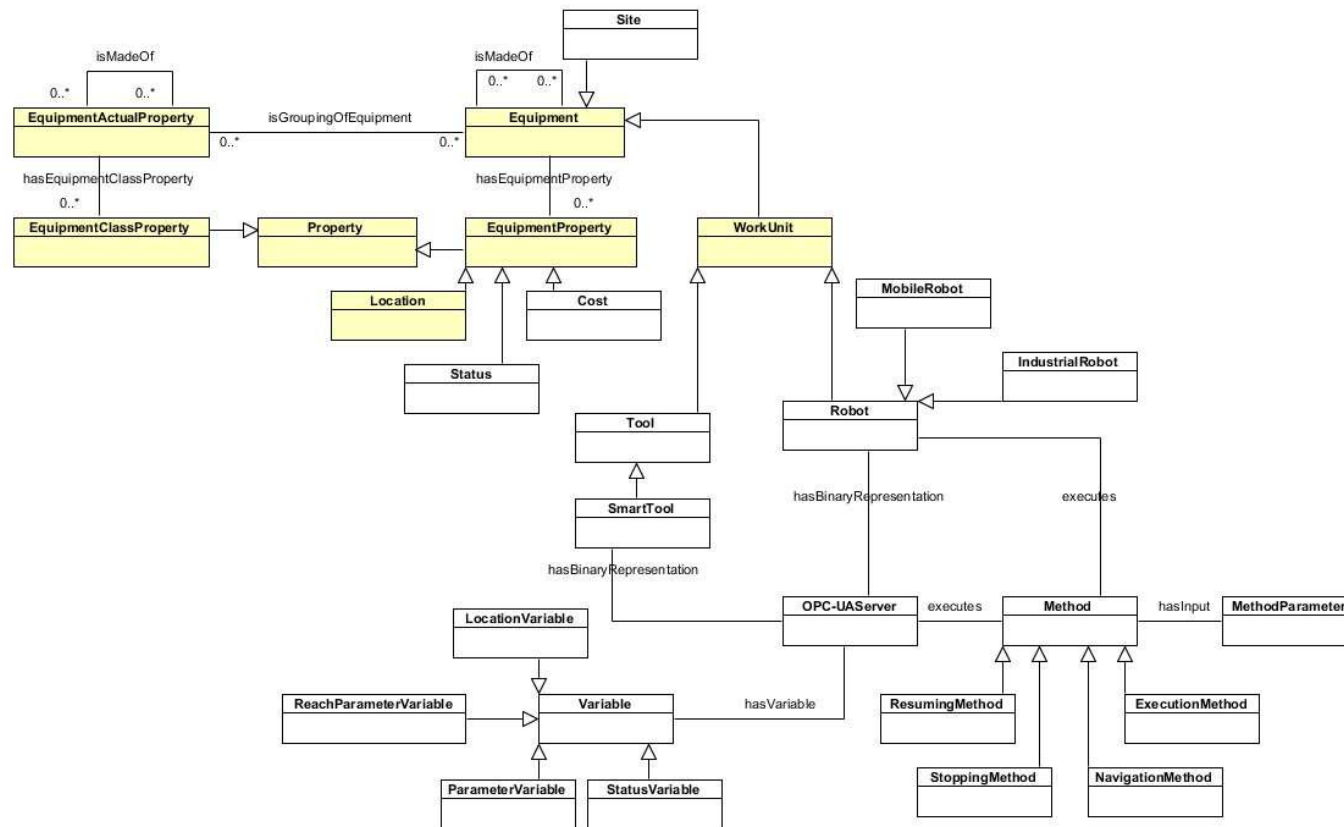 Site
isMadeOf
isMadeOf
0..*
0..*
0..*
0..*
EquipmentActualProperty
isGroupingOfEquipment
Equipment
0..*
0..*
hasEquipmentClassProperty
hasEquipmentProperty
0..*
0..*
EquipmentClassProperty
Property
EquipmentProperty
WorkUnit
Location
Cost
MobileRobot
Status
IndustrialRobot
Robot
Tool
hasBinaryRepresentation
executes
SmartTool
hasBinaryRepresentation
OPC-UAServer
executes
Method
hasInput
MethodParameter
LocationVariable
ReachParameterVariable
Variable
hasVariable
ResumingMethod
ExecutionMethod
StoppingMethod
NavigationMethod
ParameterVariable
StatusVariable